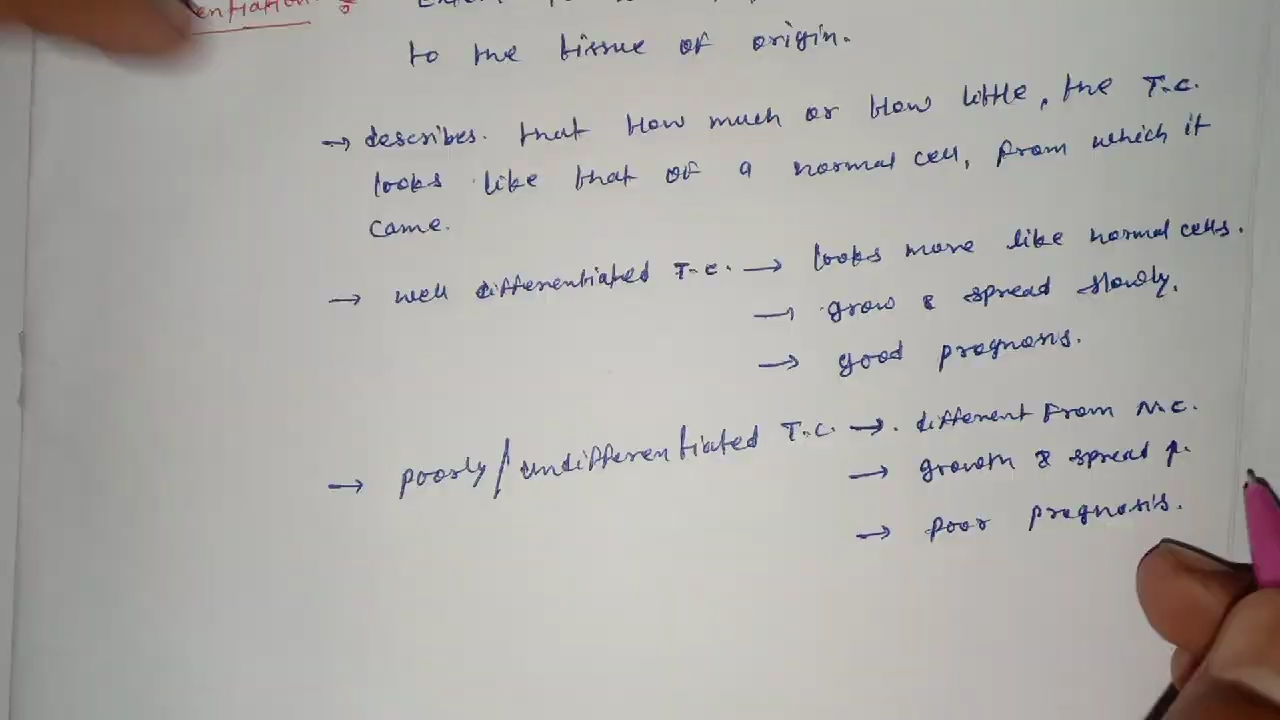 entiation :
to the tissue of origin.
→ describes. that How much or How little, the T.C.
looks like that of a normal cell, from which it
came.
→ well differentiated T.C. → looks more like normal cells.
→ grow & spread slowly.
→ good prognosis.
→ poorly/undifferentiated T.C. → different from N.C.
→ growth & spread ↑.
→ poor prognosis.